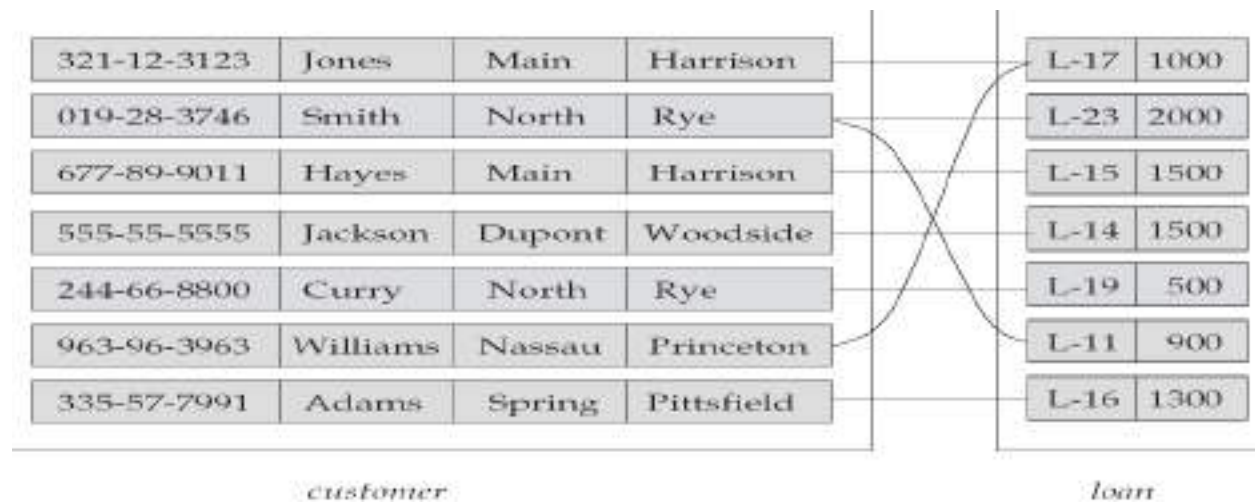 321-12-3123 Jones Main Harrison L-17 1000
019-28-3746 Smith North Rye L-23 2000
677-89-9011 Hayes Main Harrison L-15 1500
555-55-5555 Jackson Dupont Woodside L-14 1500
244-66-8800 Curry North Rye L-19 500
963-96-3963 Williams Nassau Princeton L-11 900
335-57-7991 Adams Spring Pittsfield L-16 1300
customer loan